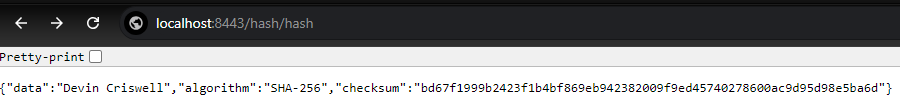 localhost:8443/hash/hash
Pretty-print
{"data":"Devin Criswell","algorithm":"SHA-256","checksum":"bd67f1999b2423f1b4bf869eb942382009f9ed45740278600ac9d95d98e5ba6d"}